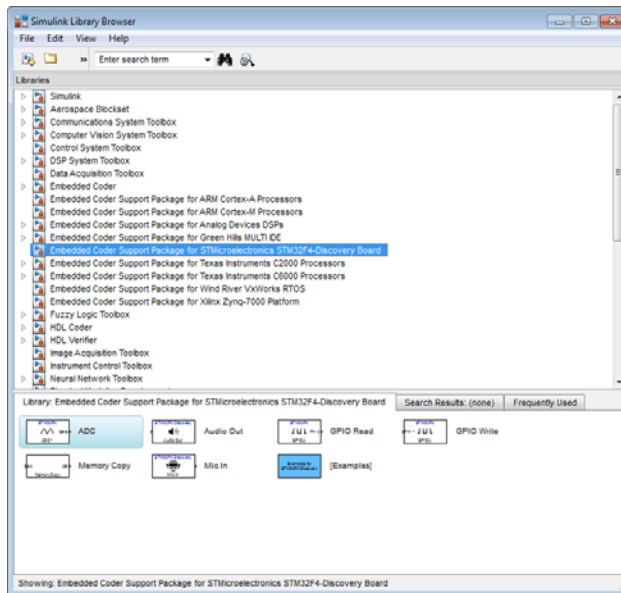 Simulink Library Browser
File Edit View Help
» Enter search term
Libraries
Simulink
Aerospace Blockset
Communications System Toolbox
Computer Vision System Toolbox
Control System Toolbox
DSP System Toolbox
Data Acquisition Toolbox
Embedded Coder
Embedded Coder Support Package for ARM Cortex-A Processors
Embedded Coder Support Package for ARM Cortex-M Processors
Embedded Coder Support Package for Analog Devices DSPs
Embedded Coder Support Package for Green Hills MULTI IDE
Embedded Coder Support Package for STMicroelectronics STM32F4-Discovery Board
Embedded Coder Support Package for Texas Instruments C2000 Processors
Embedded Coder Support Package for Texas Instruments C6000 Processors
Embedded Coder Support Package for Wind River VxWorks RTOS
Embedded Coder Support Package for Xilinx Zynq-7000 Platform
Fuzzy Logic Toolbox
HDL Coder
HDL Verifier
Image Acquisition Toolbox
Instrument Control Toolbox
Neural Network Toolbox
Library: Embedded Coder Support Package for STMicroelectronics STM32F4-Discovery Board Search Results: (none) Frequently Used
ADC Audio Out GPIO Read GPIO Write
Memory Copy Mic In [Examples]
Showing: Embedded Coder Support Package for STMicroelectronics STM32F4-Discovery Board